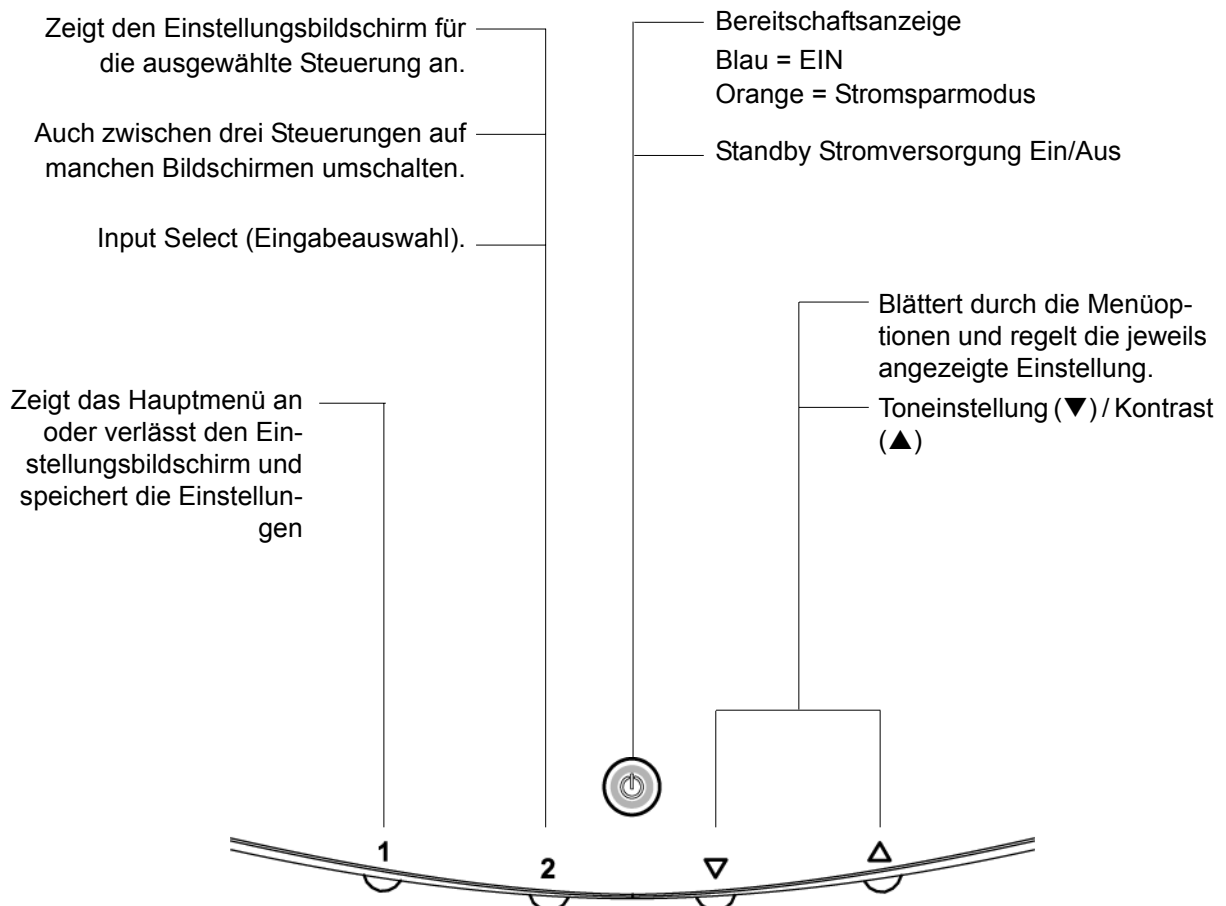 Zeigt den Einstellungsbildschirm für
die ausgewählte Steuerung an.
Auch zwischen drei Steuerungen auf
manchen Bildschirmen umschalten.
Input Select (Eingabeauswahl).
Zeigt das Hauptmenü an
oder verlässt den Ein-
stellungsbildschirm und
speichert die Einstellun-
gen
Bereitschaftsanzeige
Blau = EIN
Orange = Stromsparmodus
Standby Stromversorgung Ein/Aus
Blättert durch die Menüop-
tionen und regelt die jeweils
angezeigte Einstellung.
Toneinstellung (▼) / Kontrast
(▲)
1
2
▽
△